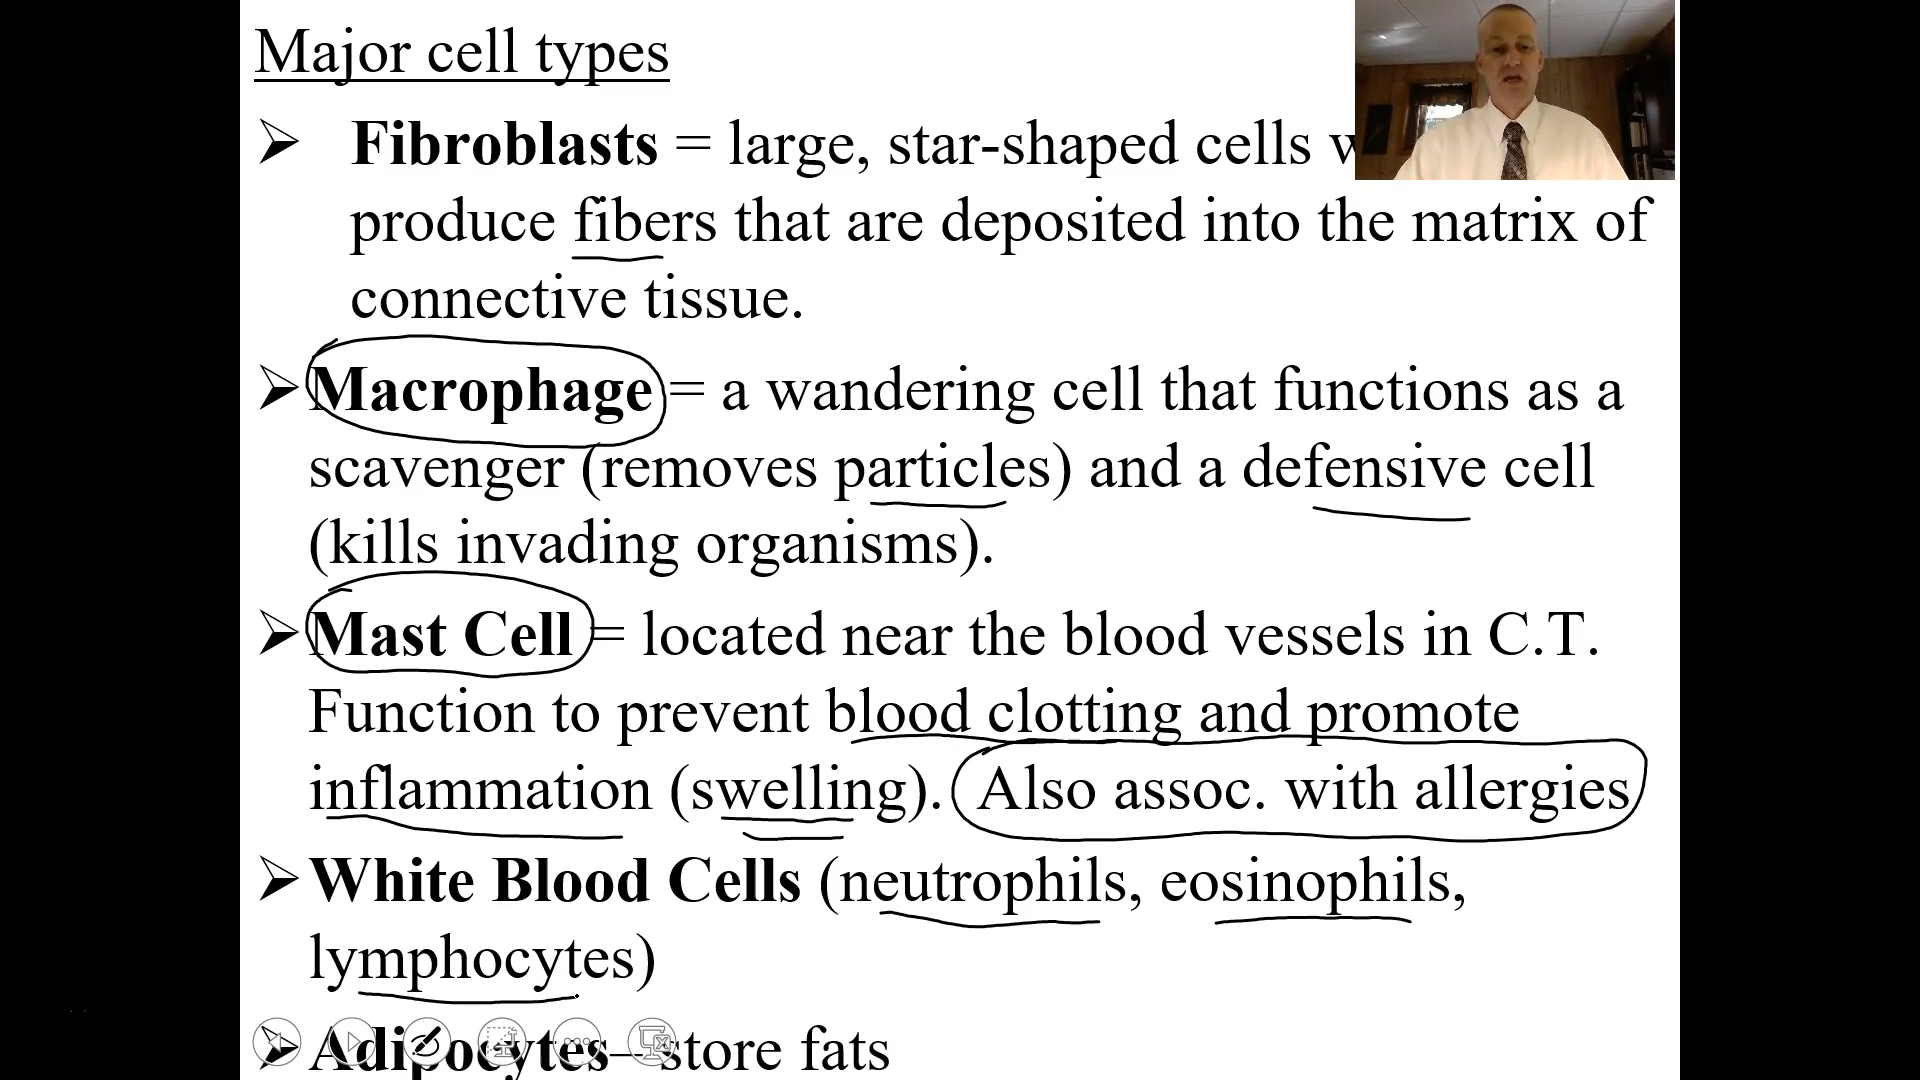 Major cell types
➢ Fibroblasts = large, star-shaped cells
produce fibers that are deposited into the matrix of
connective tissue.
➢ Macrophage = a wandering cell that functions as a
scavenger (removes particles) and a defensive cell
(kills invading organisms).
➢ Mast Cell = located near the blood vessels in C.T.
Function to prevent blood clotting and promote
inflammation (swelling). Also assoc. with allergies
➢ White Blood Cells (neutrophils, eosinophils,
lymphocytes)
➢ Adipocytes– store fats